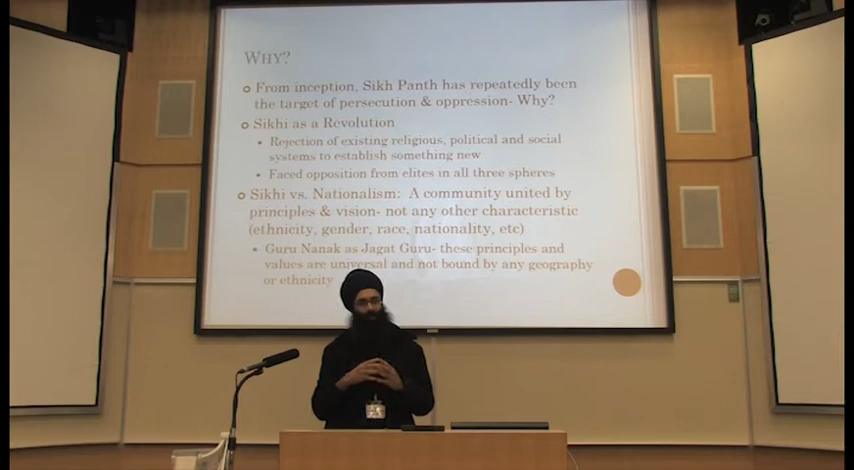 WHY?
From inception, Sikh Panth has repeatedly been
the target of persecution & oppression- Why?
Sikhi as a Revolution
Rejection of existing religious, political and social
systems to establish something new
Faced opposition from elites in all three spheres
Sikhi vs. Nationalism: A community united by
principles & vision- not any other characteristic
(ethnicity, gender, race, nationality, etc)
Guru Nanak as Jagat Guru- these principles and
values are universal and not bound by any geography
or ethnicity